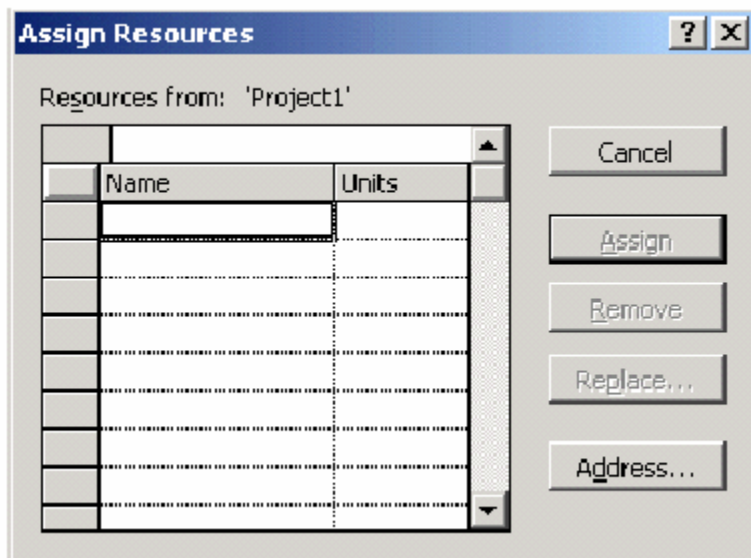 Assign Resources
Resources from: 'Project1'
Cancel
Name Units
Assign
Remove
Replace...
Address...